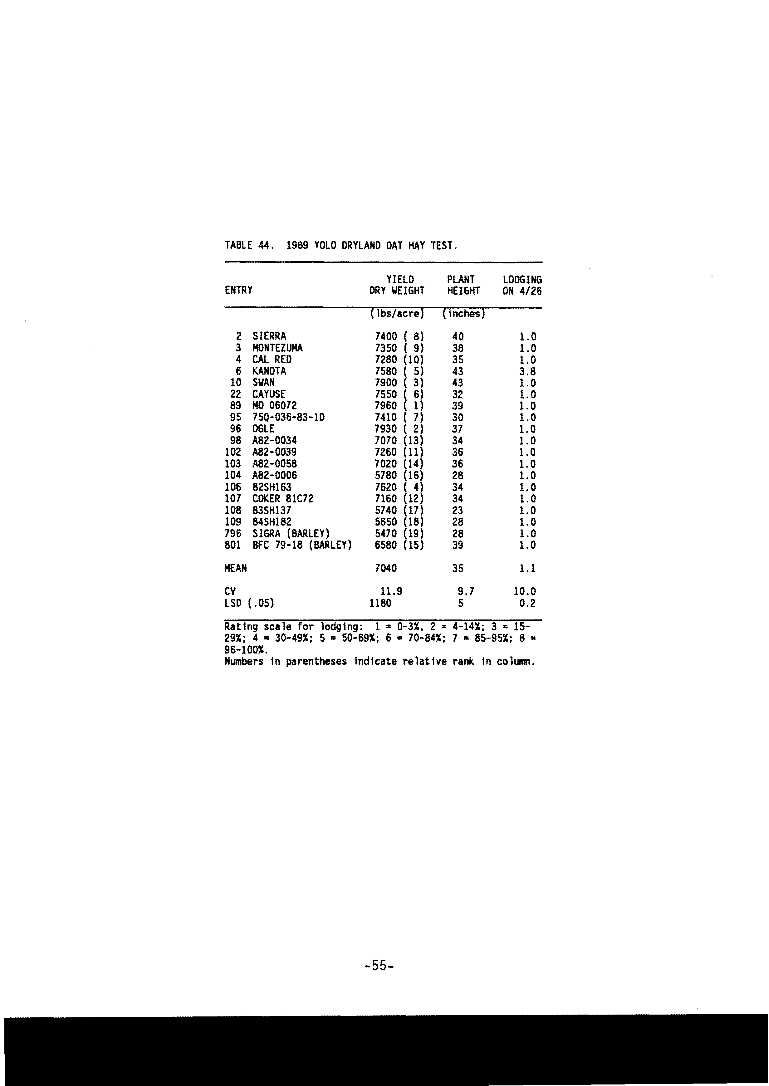 TABLE 44. 1989 YOLO DRYLAND OAT HAY TEST.
YIELD PLANT LODGING
ENTRY DRY WEIGHT HEIGHT ON 4/26
(lbs/acre) (inches)
2 SIERRA 7400 ( 8) 40 1.0
3 MONTEZUMA 7350 ( 9) 38 1.0
4 CAL RED 7280 (10) 35 1.0
6 KANOTA 7580 ( 5) 43 3.8
10 SWAN 7900 ( 3) 43 1.0
22 CAYUSE 7550 ( 6) 32 1.0
89 MO 06072 7960 ( 1) 39 1.0
95 75Q-036-83-1D 7410 ( 7) 30 1.0
96 OGLE 7930 ( 2) 37 1.0
98 A82-0034 7070 (13) 34 1.0
102 A82-0039 7260 (11) 36 1.0
103 A82-0058 7020 (14) 36 1.0
104 A82-0006 5780 (16) 28 1.0
106 82SH163 7620 ( 4) 34 1.0
107 COKER 81C72 7160 (12) 34 1.0
108 83SH137 5740 (17) 23 1.0
109 84SH182 5650 (18) 28 1.0
796 SIGRA (BARLEY) 5470 (19) 28 1.0
801 BFC 79-18 (BARLEY) 6580 (15) 39 1.0
MEAN 7040 35 1.1
CV 11.9 9.7 10.0
LSD (.05) 1180 5 0.2
Rating scale for lodging: 1 = 0-3%, 2 = 4-14%; 3 = 15-
29%; 4 = 30-49%; 5 = 50-69%; 6 = 70-84%; 7 = 85-95%; 8 =
96-100%.
Numbers in parentheses indicate relative rank in column.
-55-